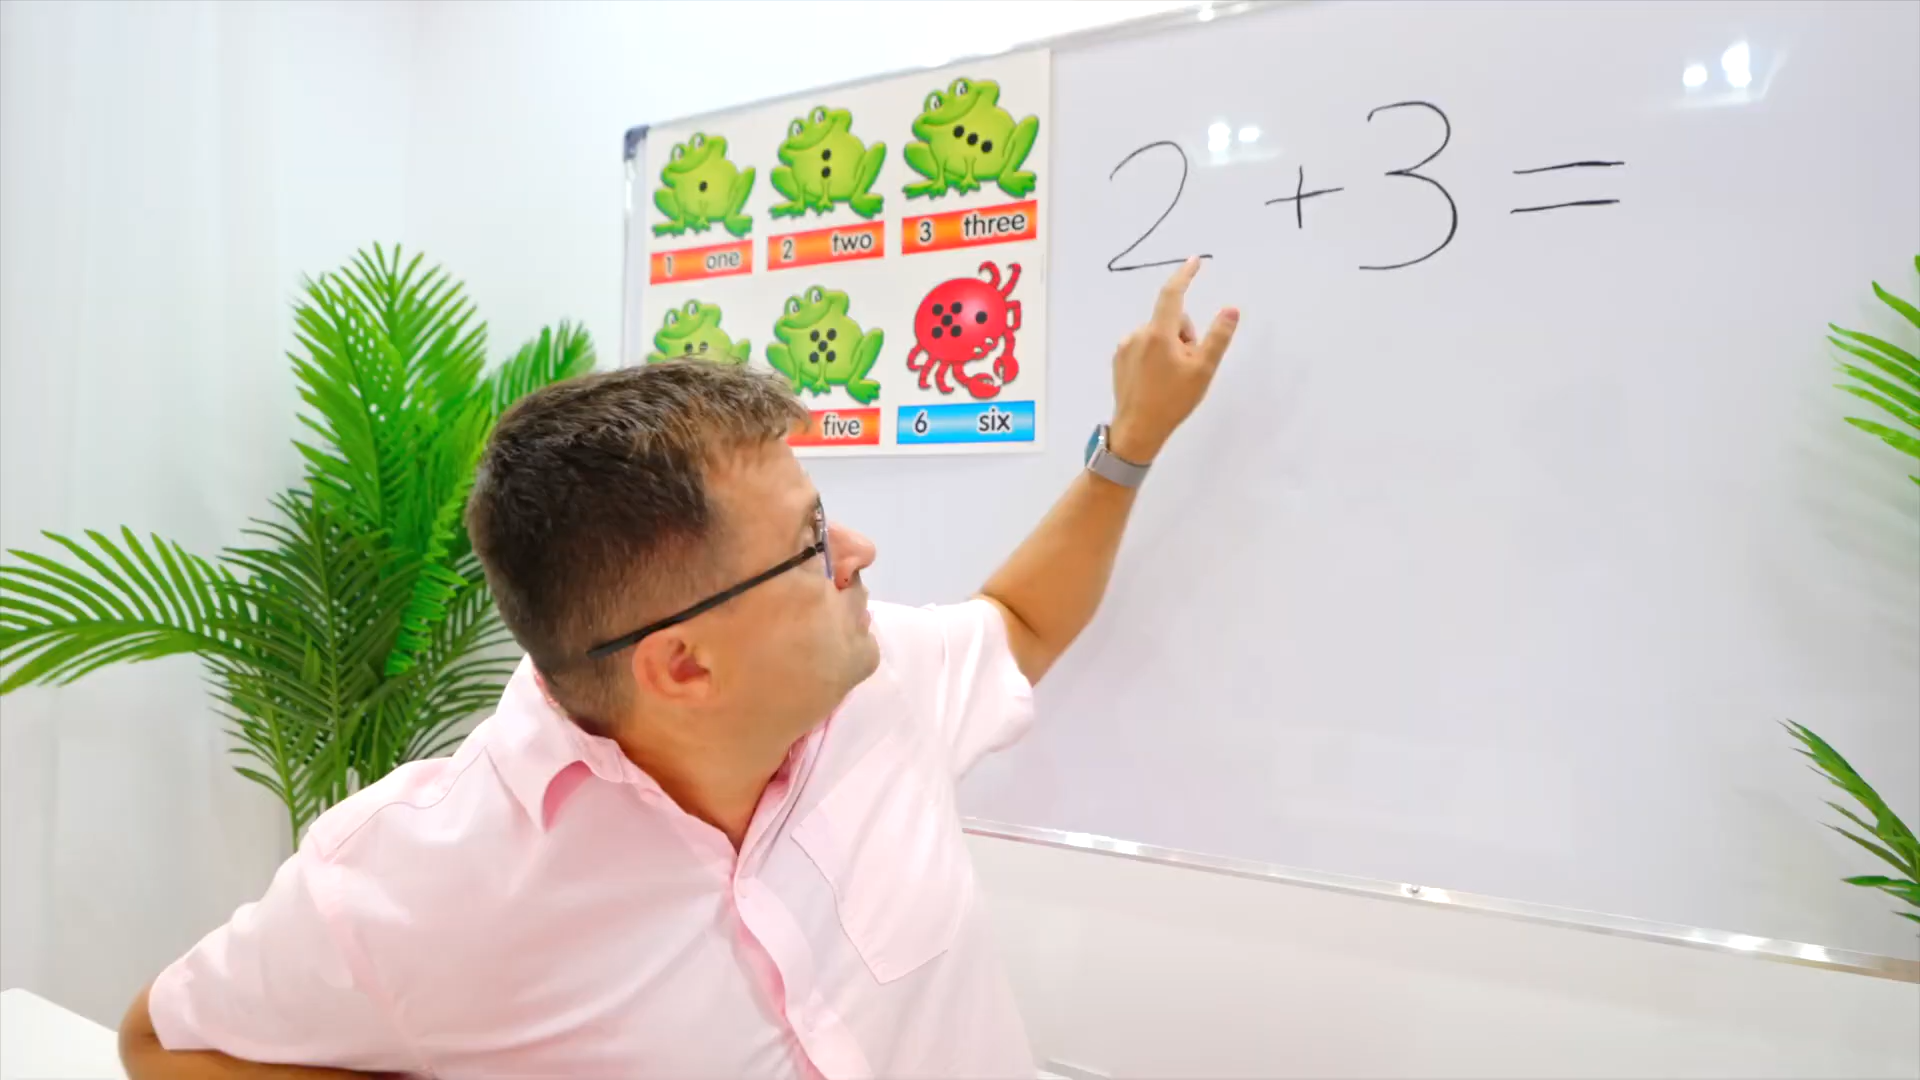 1 one
2 two
3 three
five
6 six
2 + 3 =